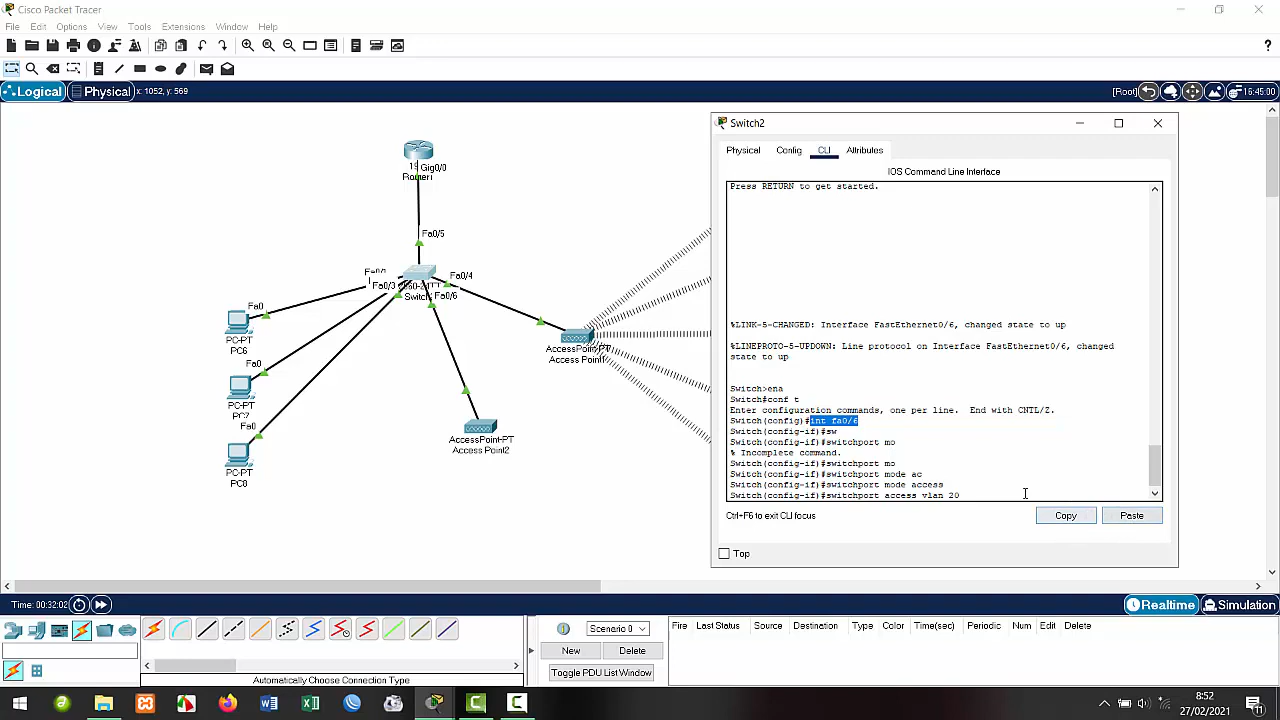 Cisco Packet Tracer
File Edit Options View Tools Extensions Window Help
Logical Physical x: 1052, y: 569 [Root] 16:45:00
Gig0/0
Fa0/5
Fa0/3
Fa0/4
Fa0/6
Fa0
PC-PT
PC6
Fa0
PC-PT
PC7
Fa0
PC-PT
PC8
AccessPoint-PT
Access Point2
Switch2
Physical Config CLI Attributes
IOS Command Line Interface
Press RETURN to get started.
%LINK-5-CHANGED: Interface FastEthernet0/6, changed state to up
%LINEPROTO-5-UPDOWN: Line protocol on Interface FastEthernet0/6, changed
state to up
Switch>ena
Switch#conf t
Enter configuration commands, one per line. End with CNTL/Z.
Switch(config)#int fa0/6
Switch(config-if)#sw
Switch(config-if)#switchport mo
% Incomplete command.
Switch(config-if)#switchport mo
Switch(config-if)#switchport mode ac
Switch(config-if)#switchport mode access
Switch(config-if)#switchport access vlan 20
Ctrl+F6 to exit CLI focus
Copy Paste
Top
Time: 00:32:02 Realtime Simulation
Scenario 0
New Delete
Toggle PDU List Window
Fire Last Status Source Destination Type Color Time(sec) Periodic Num Edit Delete
Automatically Choose Connection Type
8:52
27/02/2021